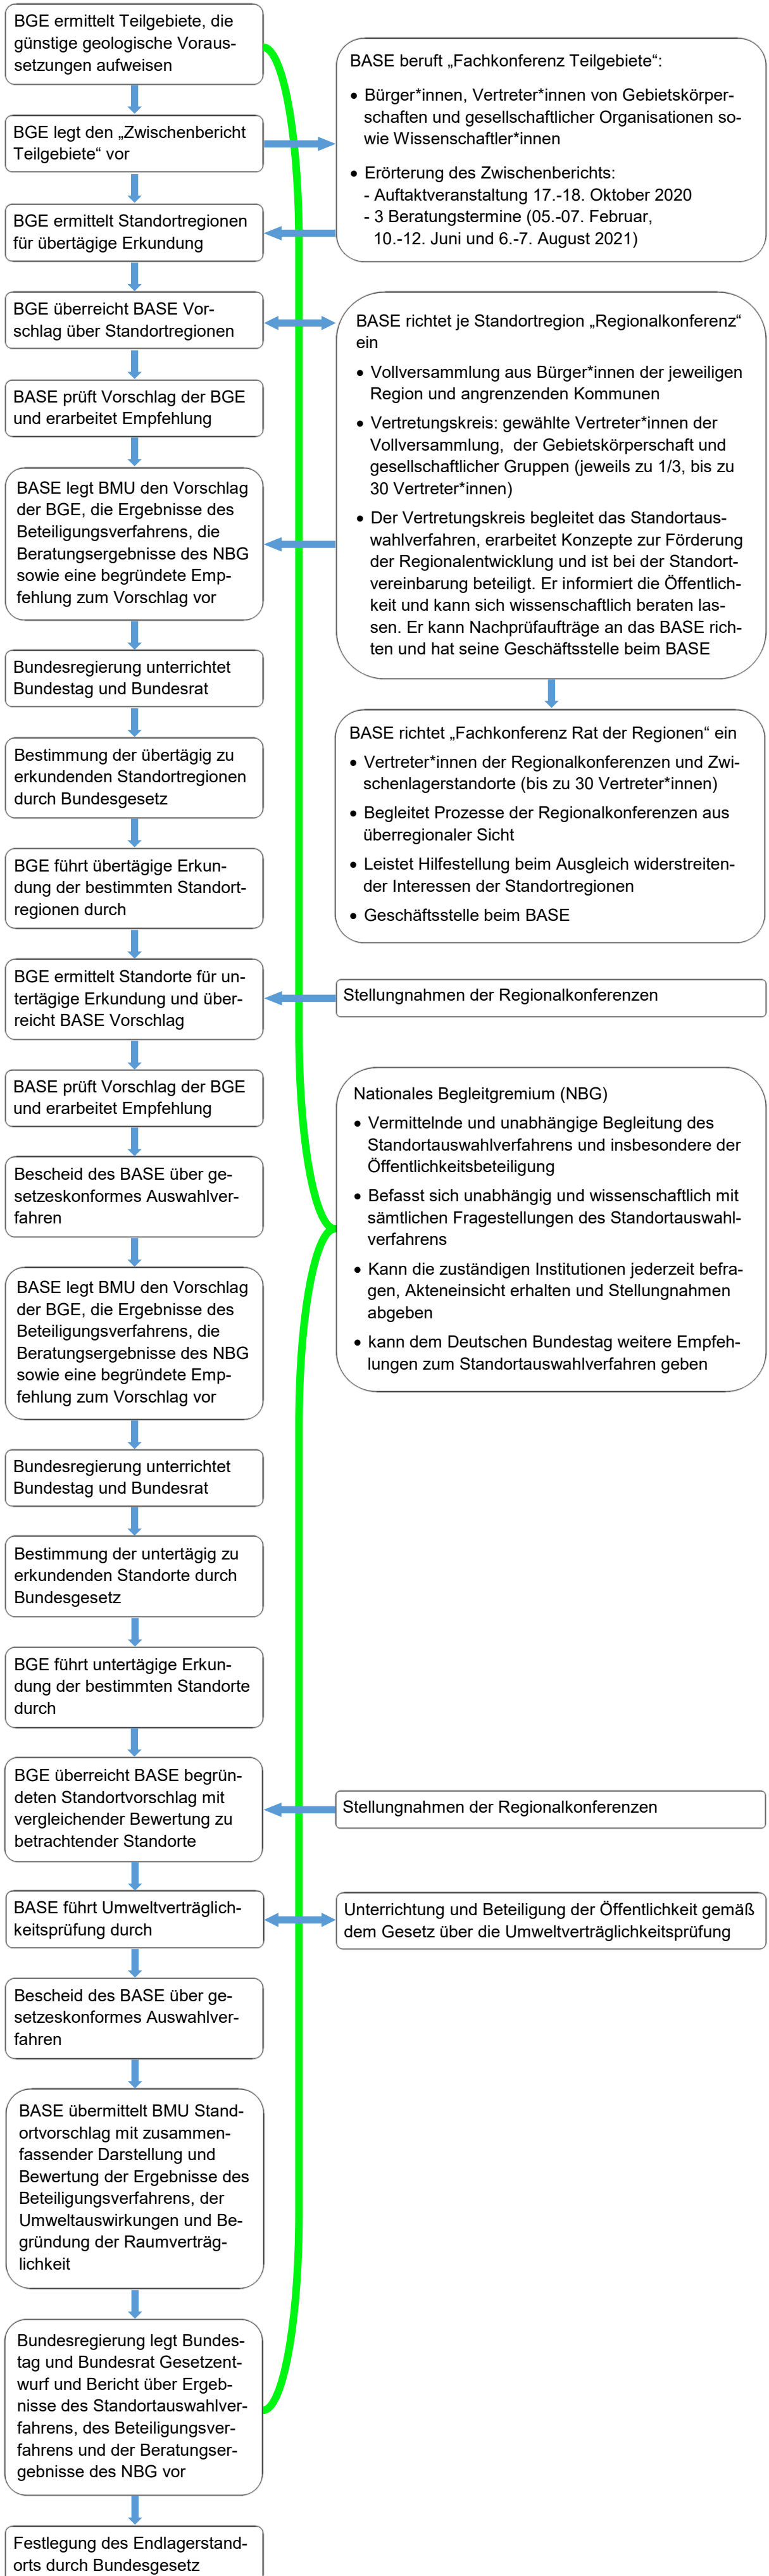 BGE ermittelt Teilgebiete, die
günstige geologische Voraus-
setzungen aufweisen
BGE legt den „Zwischenbericht
Teilgebiete“ vor
BGE ermittelt Standortregionen
für übertägige Erkundung
BGE überreicht BASE Vor-
schlag über Standortregionen
BASE prüft Vorschlag der BGE
und erarbeitet Empfehlung
BASE legt BMU den Vorschlag
der BGE, die Ergebnisse des
Beteiligungsverfahrens, die
Beratungsergebnisse des NBG
sowie eine begründete Emp-
fehlung zum Vorschlag vor
Bundesregierung unterrichtet
Bundestag und Bundesrat
Bestimmung der übertägig zu
erkundenden Standortregionen
durch Bundesgesetz
BGE führt übertägige Erkun-
dung der bestimmten Standort-
regionen durch
BGE ermittelt Standorte für un-
tertägige Erkundung und über-
reicht BASE Vorschlag
BASE prüft Vorschlag der BGE
und erarbeitet Empfehlung
Bescheid des BASE über ge-
setzeskonformes Auswahlver-
fahren
BASE legt BMU den Vorschlag
der BGE, die Ergebnisse des
Beteiligungsverfahrens, die
Beratungsergebnisse des NBG
sowie eine begründete Emp-
fehlung zum Vorschlag vor
Bundesregierung unterrichtet
Bundestag und Bundesrat
Bestimmung der untertägig zu
erkundenden Standorte durch
Bundesgesetz
BGE führt untertägige Erkun-
dung der bestimmten Standorte
durch
BGE überreicht BASE begrün-
deten Standortvorschlag mit
vergleichender Bewertung zu
betrachtender Standorte
BASE führt Umweltverträglich-
keitsprüfung durch
Bescheid des BASE über ge-
setzeskonformes Auswahlver-
fahren
BASE übermittelt BMU Stand-
ortvorschlag mit zusammen-
fassender Darstellung und
Bewertung der Ergebnisse des
Beteiligungsverfahrens, der
Umweltauswirkungen und Be-
gründung der Raumverträg-
lichkeit
Bundesregierung legt Bundes-
tag und Bundesrat Gesetzent-
wurf und Bericht über Ergeb-
nisse des Standortauswahlver-
fahrens, des Beteiligungsver-
fahrens und der Beratungser-
gebnisse des NBG vor
Festlegung des Endlagerstand-
orts durch Bundesgesetz
BASE beruft „Fachkonferenz Teilgebiete“:
• Bürger*innen, Vertreter*innen von Gebietskörper-
schaften und gesellschaftlicher Organisationen so-
wie Wissenschaftler*innen
• Erörterung des Zwischenberichts:
- Auftaktveranstaltung 17.-18. Oktober 2020
- 3 Beratungstermine (05.-07. Februar,
10.-12. Juni und 6.-7. August 2021)
BASE richtet je Standortregion „Regionalkonferenz“
ein
• Vollversammlung aus Bürger*innen der jeweiligen
Region und angrenzenden Kommunen
• Vertretungskreis: gewählte Vertreter*innen der
Vollversammlung, der Gebietskörperschaft und
gesellschaftlicher Gruppen (jeweils zu 1/3, bis zu
30 Vertreter*innen)
• Der Vertretungskreis begleitet das Standortaus-
wahlverfahren, erarbeitet Konzepte zur Förderung
der Regionalentwicklung und ist bei der Standort-
vereinbarung beteiligt. Er informiert die Öffentlich-
keit und kann sich wissenschaftlich beraten las-
sen. Er kann Nachprüfaufträge an das BASE rich-
ten und hat seine Geschäftsstelle beim BASE
BASE richtet „Fachkonferenz Rat der Regionen“ ein
• Vertreter*innen der Regionalkonferenzen und Zwi-
schenlagerstandorte (bis zu 30 Vertreter*innen)
• Begleitet Prozesse der Regionalkonferenzen aus
überregionaler Sicht
• Leistet Hilfestellung beim Ausgleich widerstreiten-
der Interessen der Standortregionen
• Geschäftsstelle beim BASE
Stellungnahmen der Regionalkonferenzen
Nationales Begleitgremium (NBG)
• Vermittelnde und unabhängige Begleitung des
Standortauswahlverfahrens und insbesondere der
Öffentlichkeitsbeteiligung
• Befasst sich unabhängig und wissenschaftlich mit
sämtlichen Fragestellungen des Standortauswahl-
verfahrens
• Kann die zuständigen Institutionen jederzeit befra-
gen, Akteneinsicht erhalten und Stellungnahmen
abgeben
• kann dem Deutschen Bundestag weitere Empfeh-
lungen zum Standortauswahlverfahren geben
Stellungnahmen der Regionalkonferenzen
Unterrichtung und Beteiligung der Öffentlichkeit gemäß
dem Gesetz über die Umweltverträglichkeitsprüfung